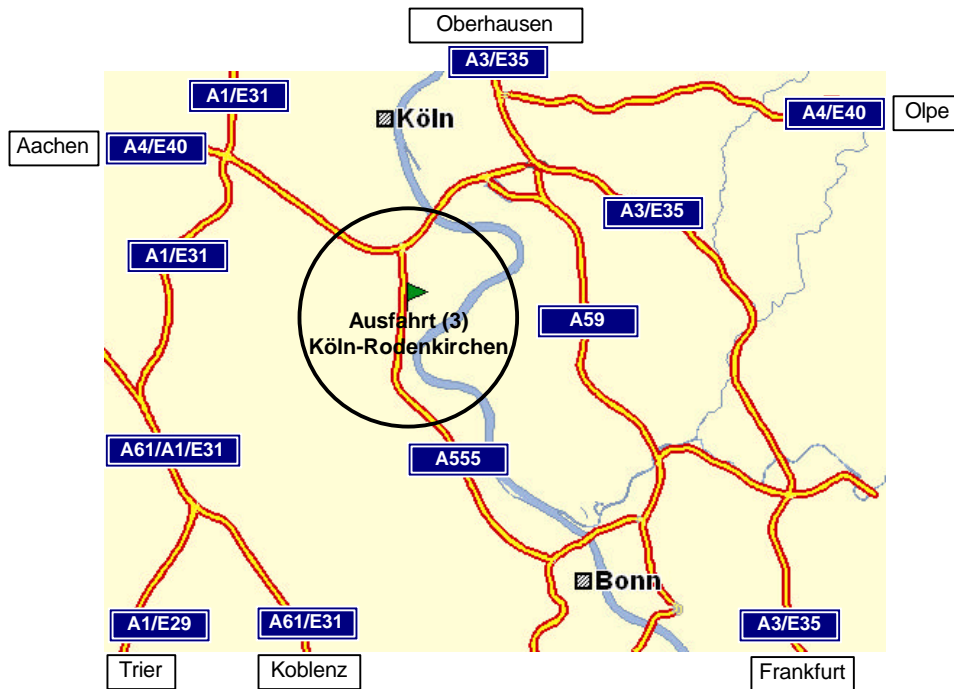 Oberhausen
A3/E35
A1/E31
Köln
A4/E40
Olpe
Aachen
A4/E40
A3/E35
A1/E31
Ausfahrt (3)
Köln-Rodenkirchen
A59
A61/A1/E31
A555
Bonn
A1/E29
A61/E31
A3/E35
Trier
Koblenz
Frankfurt